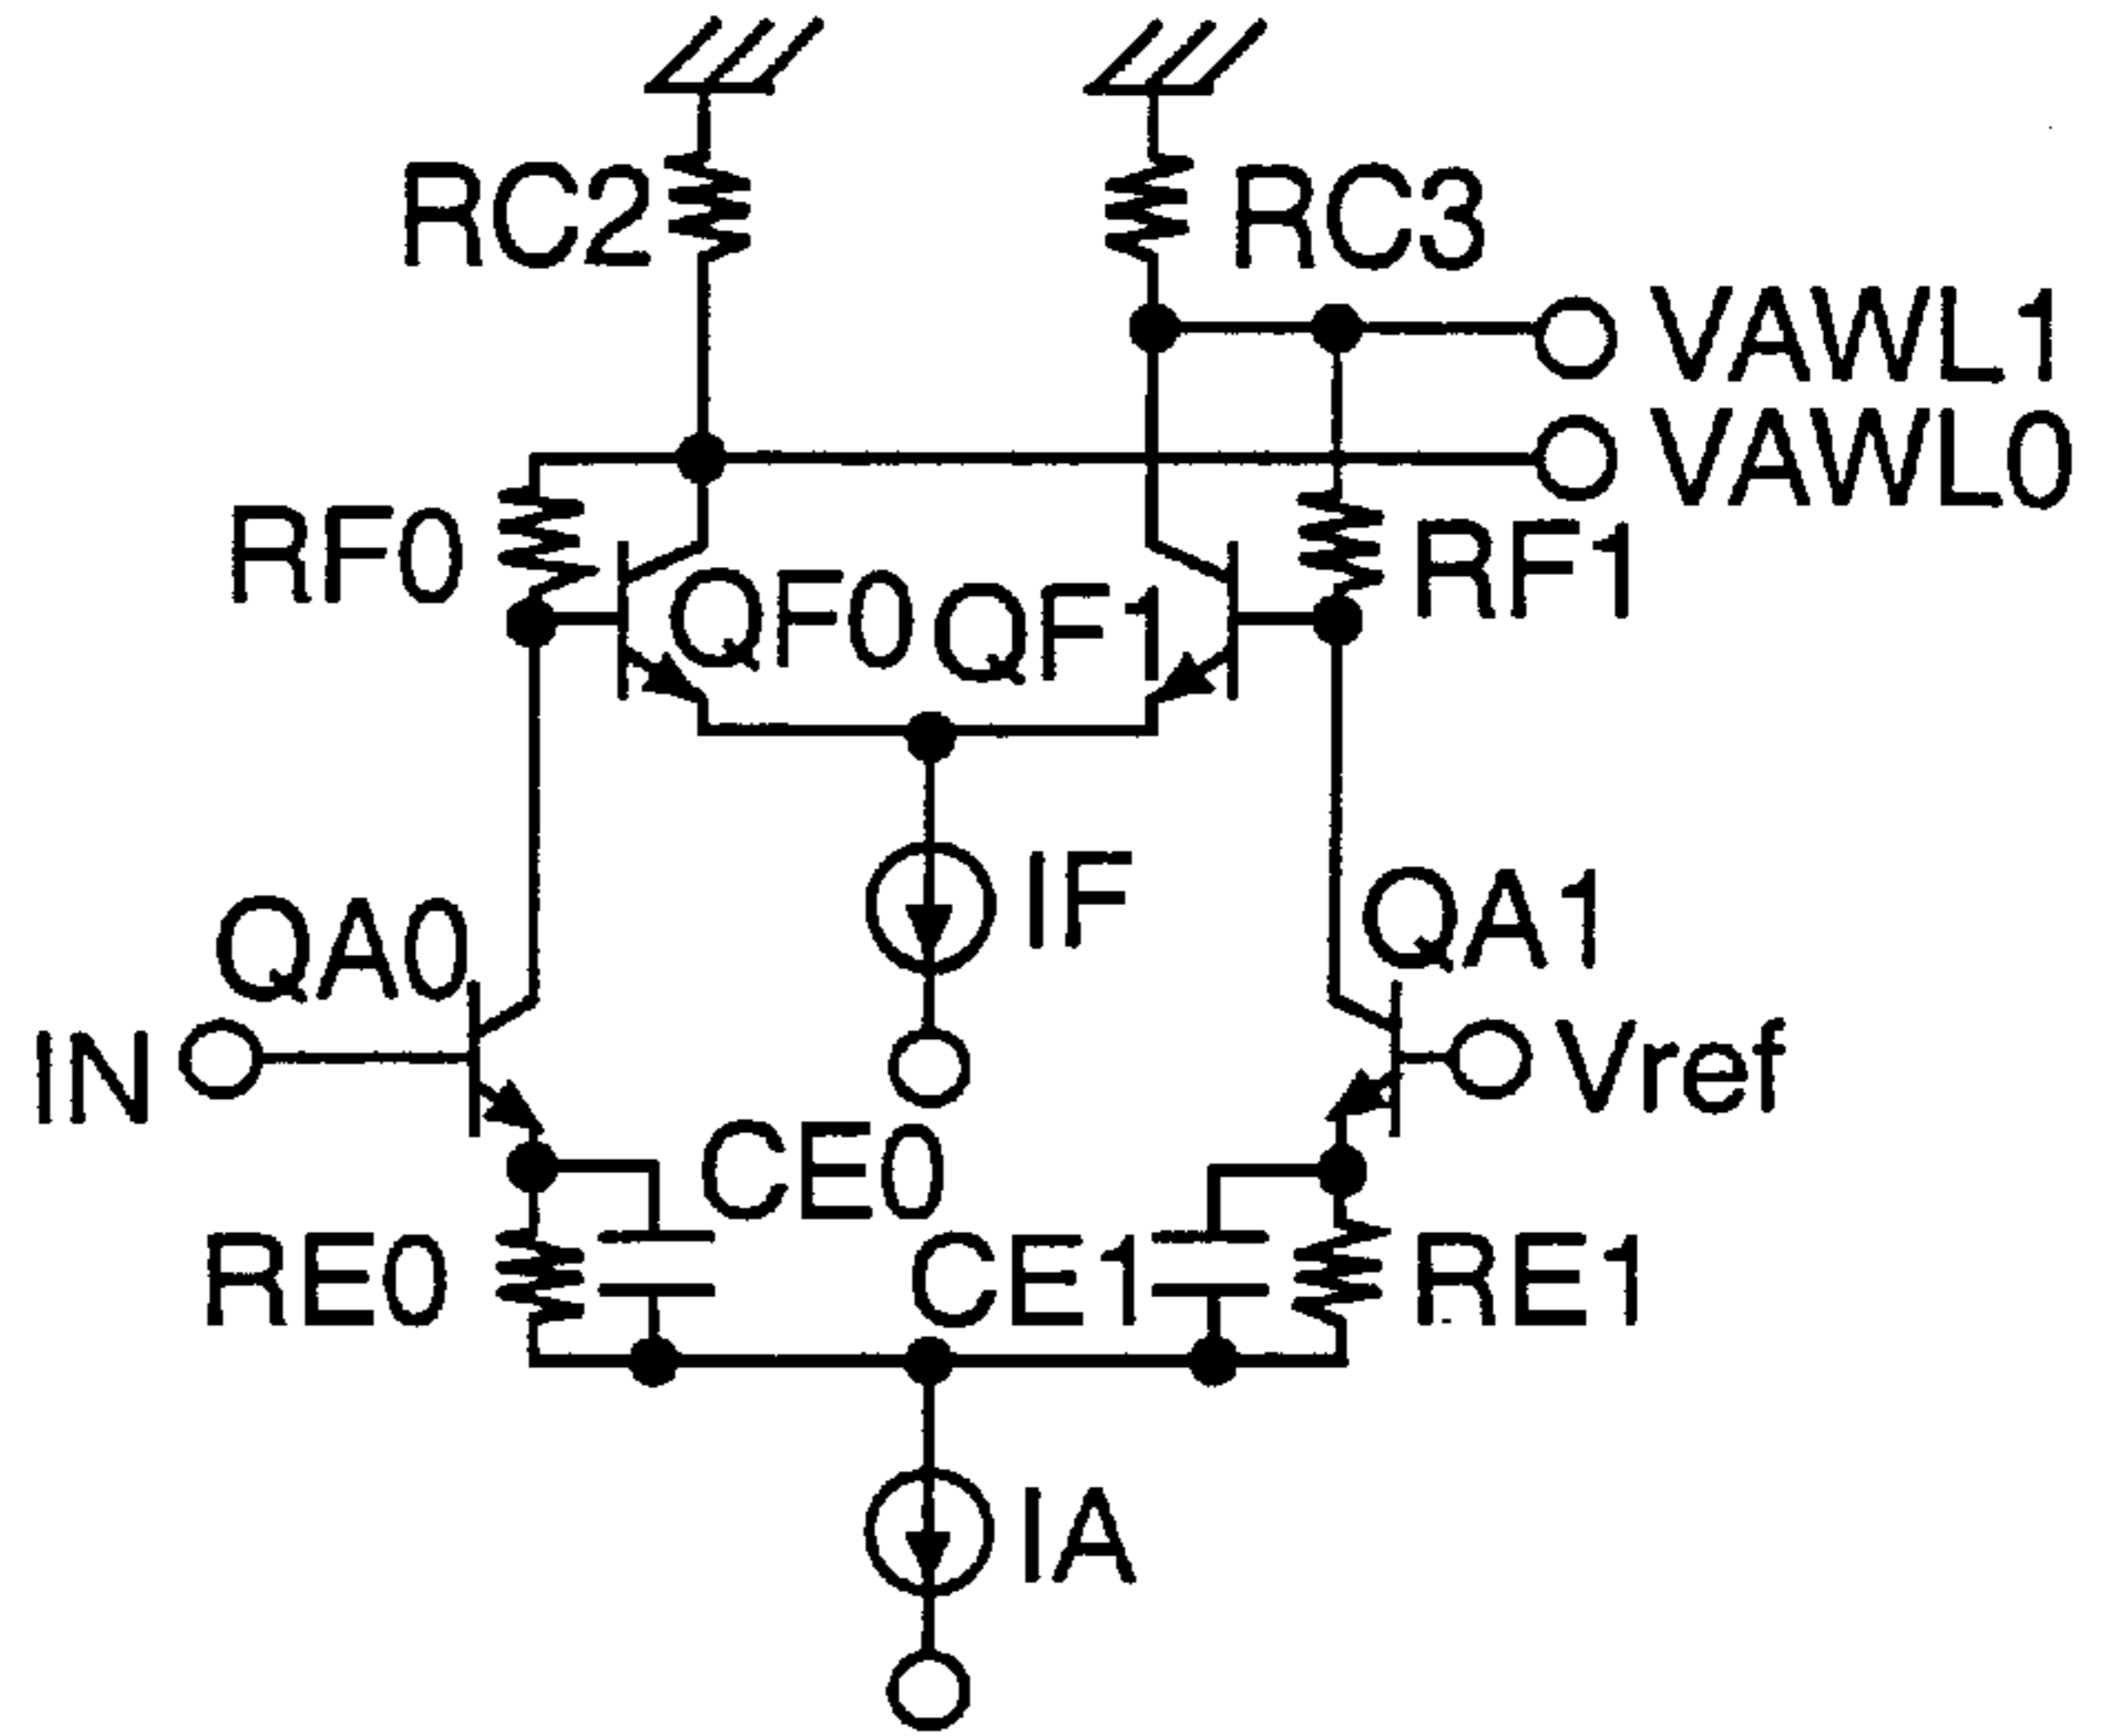 RC2
RC3
VAWL1
VAWL0
RF0
QF0
QF1
RF1
IF
QA0
QA1
IN
Vref
CE0
RE0
CE1
RE1
IA